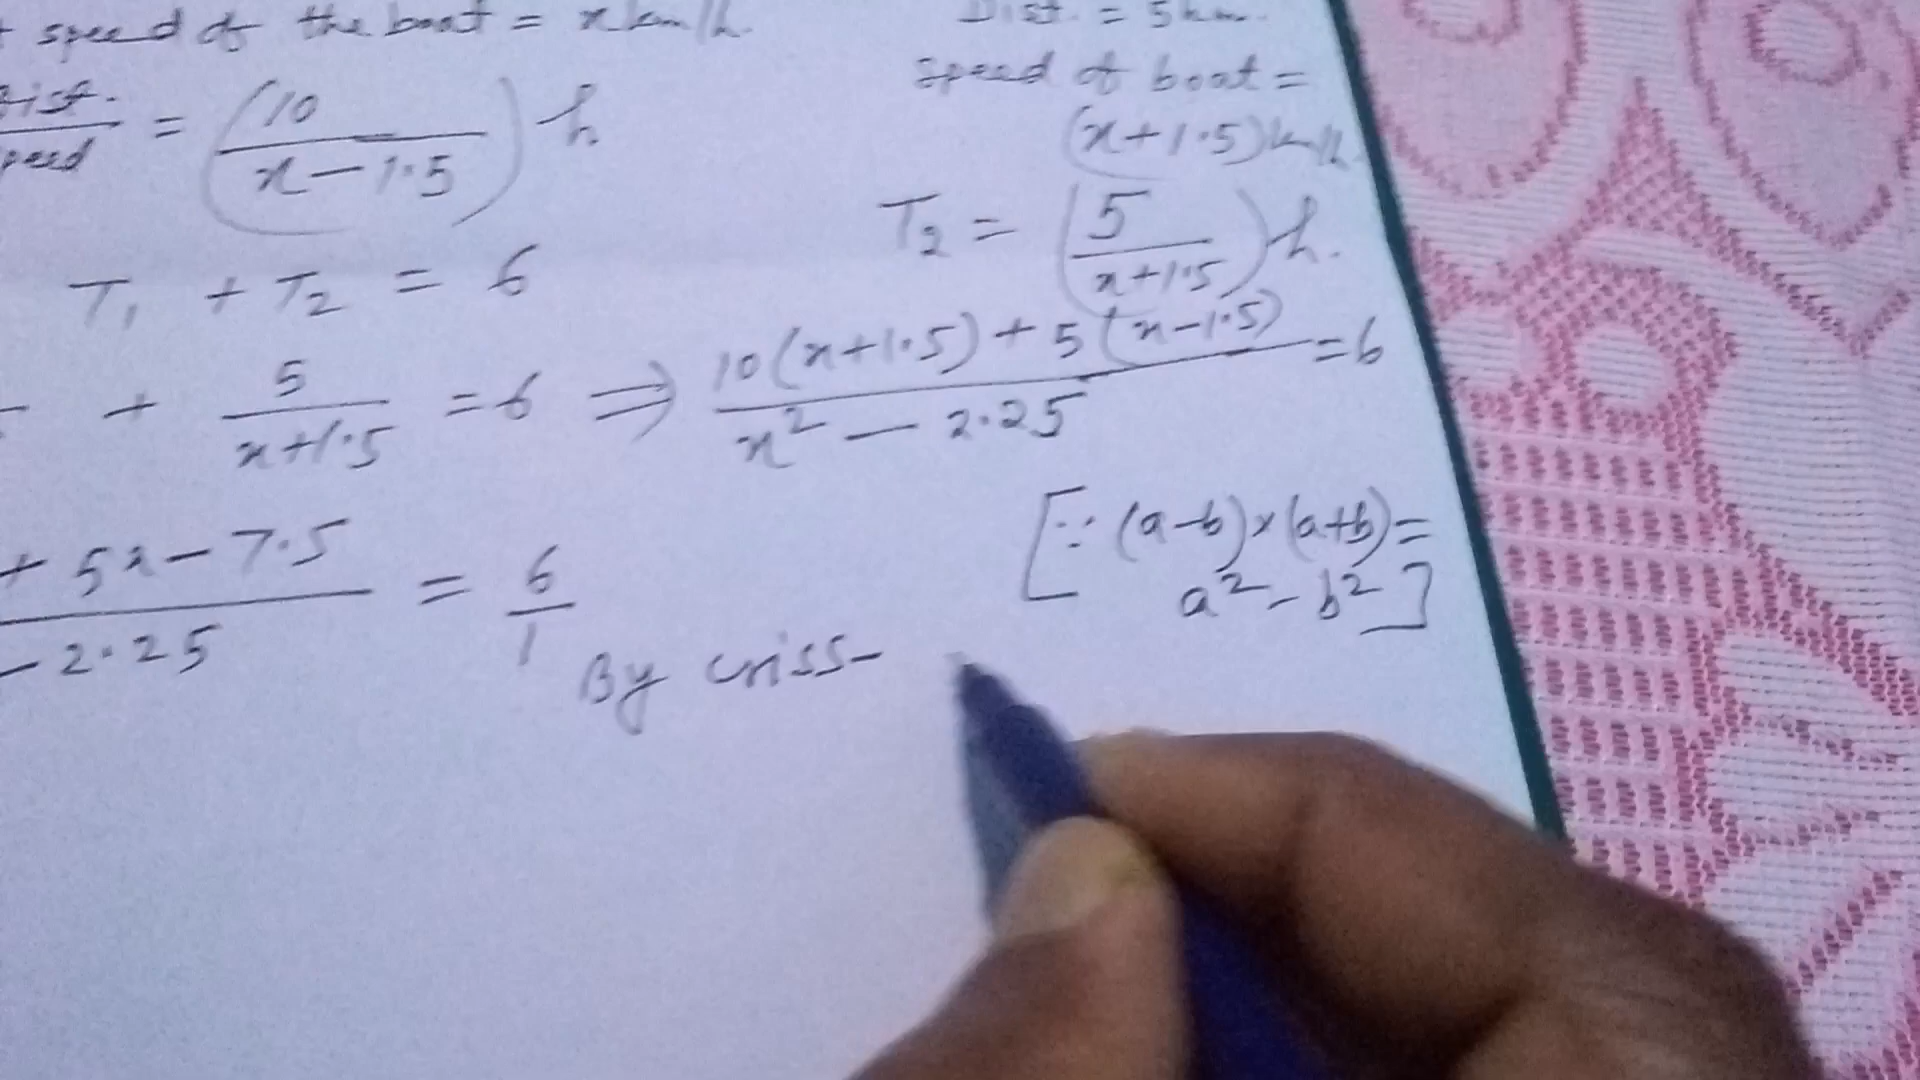 speed of the boat = x km/h.
Dist. = 5 km.
Speed of boat =
(x+1.5) km/h.
Dist. = (10 / x-1.5) h.
T2 = (5 / x+1.5) h.
T1 + T2 = 6
+ 5/x+1.5 = 6 ⇒ 10(x+1.5) + 5(x-1.5) / x² - 2.25 = 6
[∵ (a-b)×(a+b)=
a²-b²]
+ 5x - 7.5 / - 2.25 = 6/1
By criss-